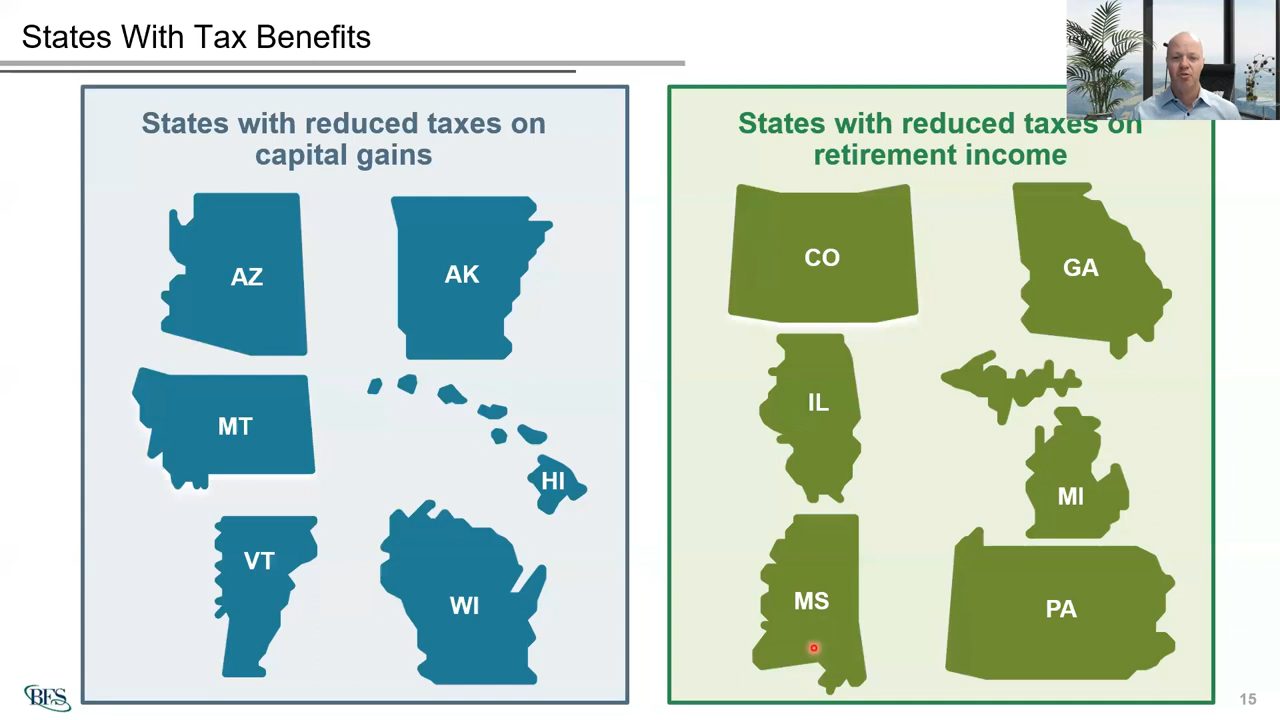 States With Tax Benefits
States with reduced taxes on
capital gains
AZ
AK
MT
HI
VT
WI
States with reduced taxes on
retirement income
CO
GA
IL
MI
MS
PA
BFS
15